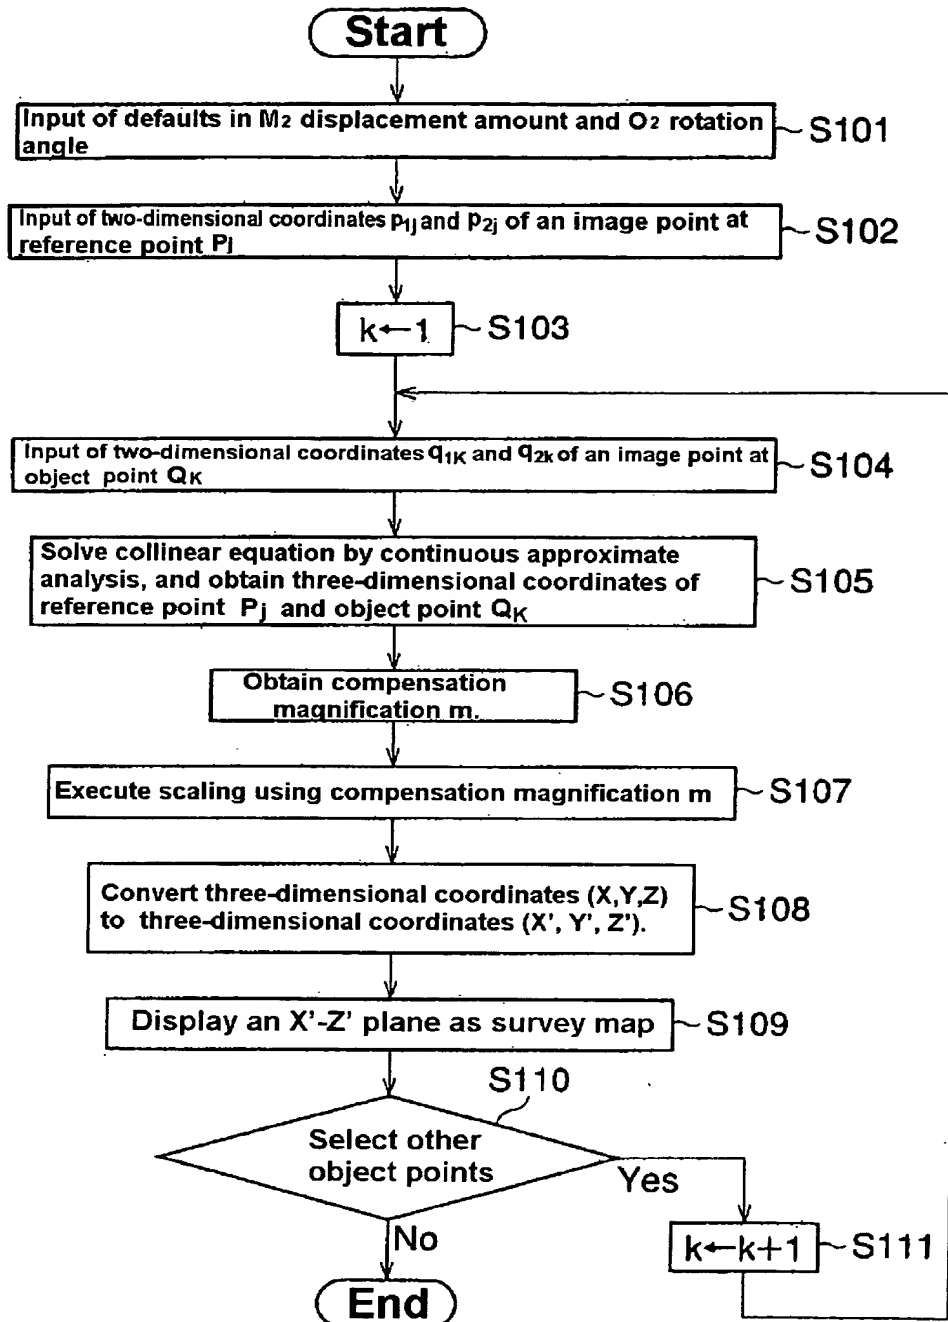 Start
Input of defaults in M2 displacement amount and O2 rotation
angle
S101
Input of two-dimensional coordinates p1j and p2j of an image point at
reference point Pj
S102
k←1
S103
Input of two-dimensional coordinates q1K and q2k of an image point at
object point QK
S104
Solve collinear equation by continuous approximate
analysis, and obtain three-dimensional coordinates of
reference point Pj and object point QK
S105
Obtain compensation
magnification m.
S106
Execute scaling using compensation magnification m
S107
Convert three-dimensional coordinates (X,Y,Z)
to three-dimensional coordinates (X', Y', Z').
S108
Display an X'-Z' plane as survey map
S109
S110
Select other
object points
Yes
No
k←k+1
S111
End